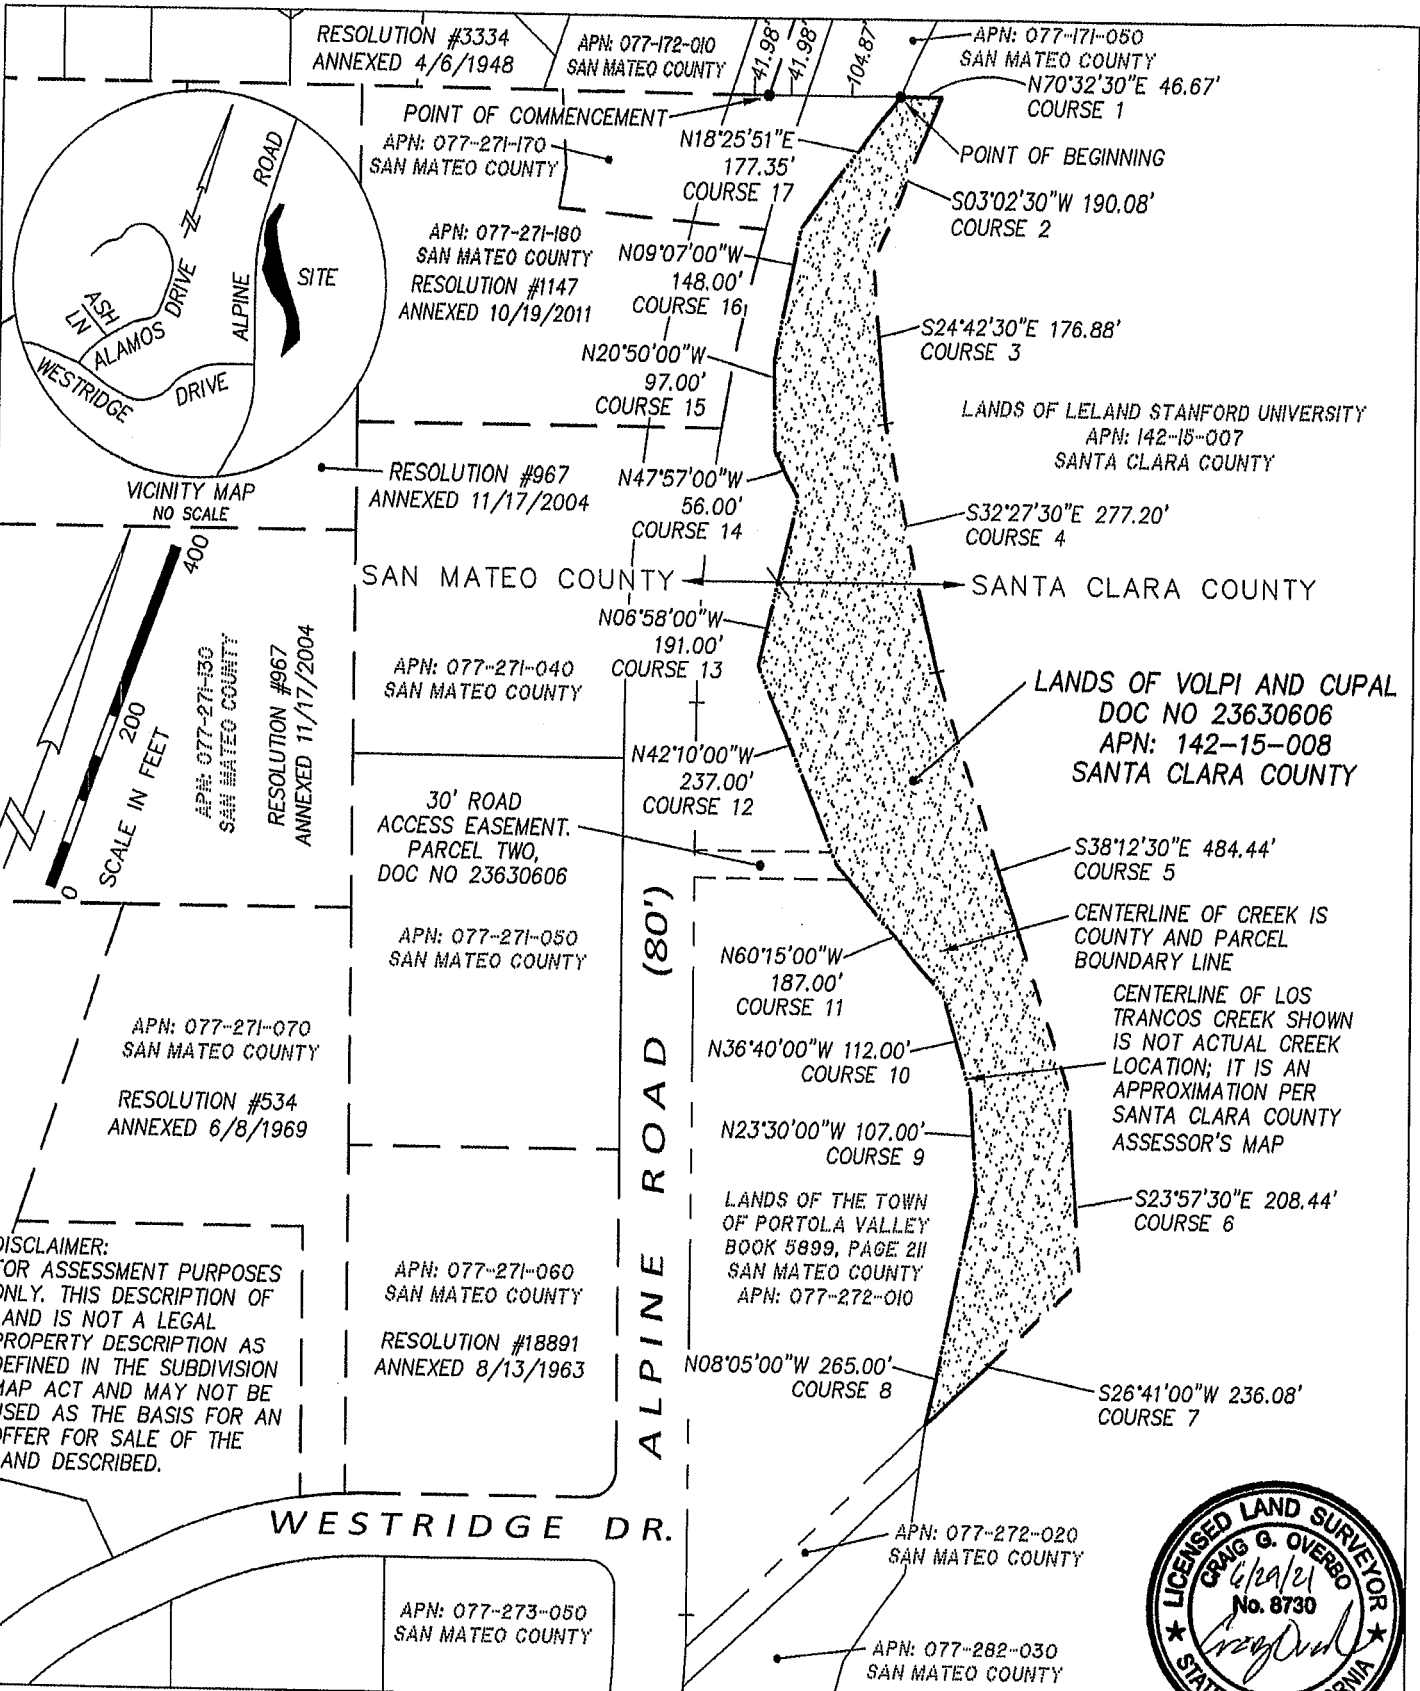 RESOLUTION #3334
ANNEXED 4/6/1948
APN: 077-172-010
SAN MATEO COUNTY
41.98'
41.98'
104.87'
APN: 077-171-050
SAN MATEO COUNTY
N70°32'30"E 46.67'
COURSE 1
POINT OF COMMENCEMENT
APN: 077-271-170
SAN MATEO COUNTY
N18°25'51"E
177.35'
COURSE 17
POINT OF BEGINNING
S03°02'30"W 190.08'
COURSE 2
APN: 077-271-180
SAN MATEO COUNTY
RESOLUTION #1147
ANNEXED 10/19/2011
N09°07'00"W
148.00'
COURSE 16
S24°42'30"E 176.88'
COURSE 3
N20°50'00"W
97.00'
COURSE 15
ROAD
N
SITE
ASH
LN
ALAMOS
DRIVE
ALPINE
WESTRIDGE
DRIVE
VICINITY MAP
NO SCALE
LANDS OF LELAND STANFORD UNIVERSITY
APN: 142-15-007
SANTA CLARA COUNTY
RESOLUTION #967
ANNEXED 11/17/2004
N47°57'00"W
56.00'
COURSE 14
S32°27'30"E 277.20'
COURSE 4
SAN MATEO COUNTY
SANTA CLARA COUNTY
N
0
200
400
SCALE IN FEET
APN: 077-271-130
SAN MATEO COUNTY
RESOLUTION #967
ANNEXED 11/17/2004
N06°58'00"W
191.00'
COURSE 13
APN: 077-271-040
SAN MATEO COUNTY
LANDS OF VOLPI AND CUPAL
DOC NO 23630606
APN: 142-15-008
SANTA CLARA COUNTY
N42°10'00"W
237.00'
COURSE 12
30' ROAD
ACCESS EASEMENT.
PARCEL TWO,
DOC NO 23630606
S38°12'30"E 484.44'
COURSE 5
CENTERLINE OF CREEK IS
COUNTY AND PARCEL
BOUNDARY LINE
APN: 077-271-050
SAN MATEO COUNTY
N60°15'00"W
187.00'
COURSE 11
CENTERLINE OF LOS
TRANCOS CREEK SHOWN
IS NOT ACTUAL CREEK
LOCATION; IT IS AN
APPROXIMATION PER
SANTA CLARA COUNTY
ASSESSOR'S MAP
APN: 077-271-070
SAN MATEO COUNTY
RESOLUTION #534
ANNEXED 6/8/1969
N36°40'00"W 112.00'
COURSE 10
N23°30'00"W 107.00'
COURSE 9
ALPINE ROAD (80')
LANDS OF THE TOWN
OF PORTOLA VALLEY
BOOK 5899, PAGE 211
SAN MATEO COUNTY
APN: 077-272-010
S23°57'30"E 208.44'
COURSE 6
DISCLAIMER:
FOR ASSESSMENT PURPOSES
ONLY. THIS DESCRIPTION OF
LAND IS NOT A LEGAL
PROPERTY DESCRIPTION AS
DEFINED IN THE SUBDIVISION
MAP ACT AND MAY NOT BE
USED AS THE BASIS FOR AN
OFFER FOR SALE OF THE
LAND DESCRIBED.
APN: 077-271-060
SAN MATEO COUNTY
RESOLUTION #18891
ANNEXED 8/13/1963
N08°05'00"W 265.00'
COURSE 8
S26°41'00"W 236.08'
COURSE 7
WESTRIDGE DR.
APN: 077-272-020
SAN MATEO COUNTY
APN: 077-273-050
SAN MATEO COUNTY
APN: 077-282-030
SAN MATEO COUNTY
LICENSED LAND SURVEYOR
CRAIG G. OVERBO
6/29/21
No. 8730